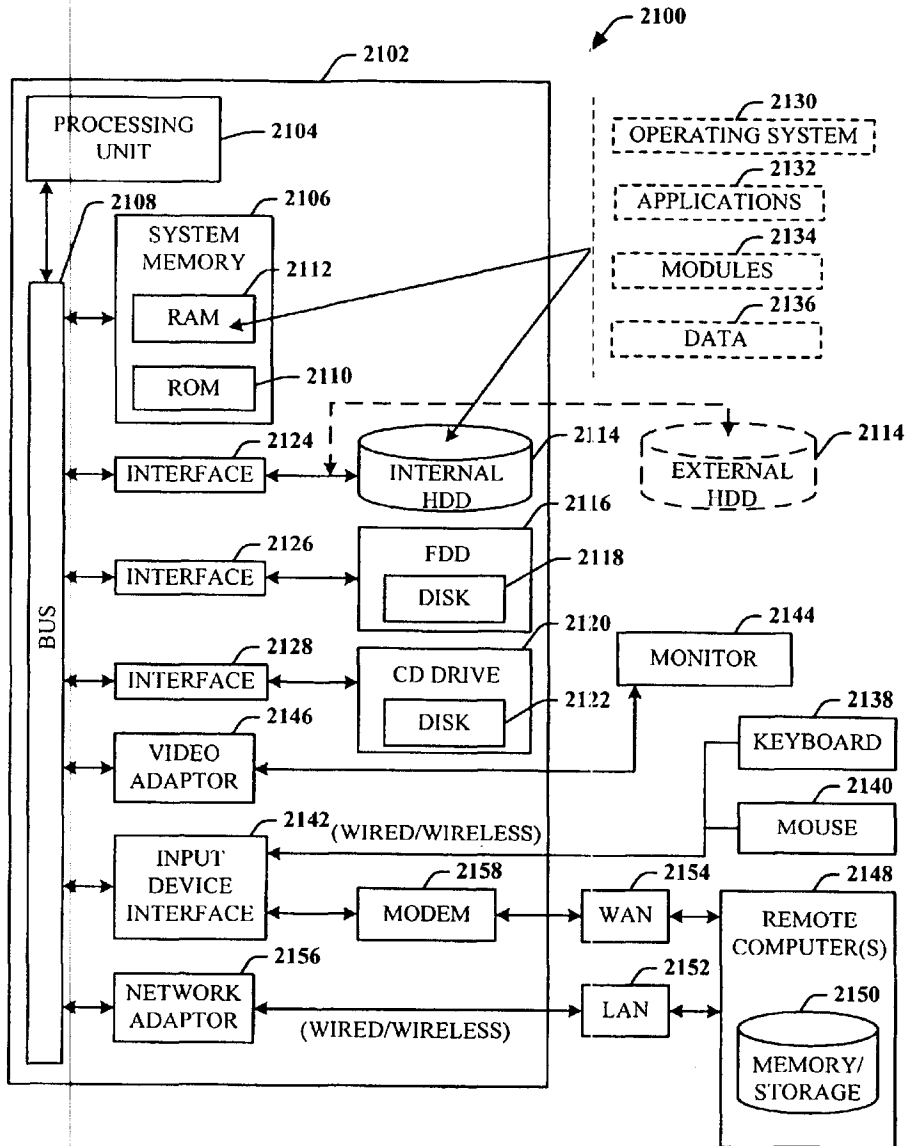 2100
2102
PROCESSING
UNIT
2104
2130
OPERATING SYSTEM
2132
APPLICATIONS
2134
MODULES
2136
DATA
2108
2106
SYSTEM
MEMORY
2112
RAM
2110
ROM
BUS
2124
INTERFACE
2114
INTERNAL
HDD
2114
EXTERNAL
HDD
2126
INTERFACE
2116
FDD
2118
DISK
2128
INTERFACE
2120
CD DRIVE
2122
DISK
2144
MONITOR
2146
VIDEO
ADAPTOR
2138
KEYBOARD
2140
MOUSE
2142
(WIRED/WIRELESS)
INPUT
DEVICE
INTERFACE
2158
MODEM
2154
WAN
2148
REMOTE
COMPUTER(S)
2156
NETWORK
ADAPTOR
(WIRED/WIRELESS)
2152
LAN
2150
MEMORY/
STORAGE